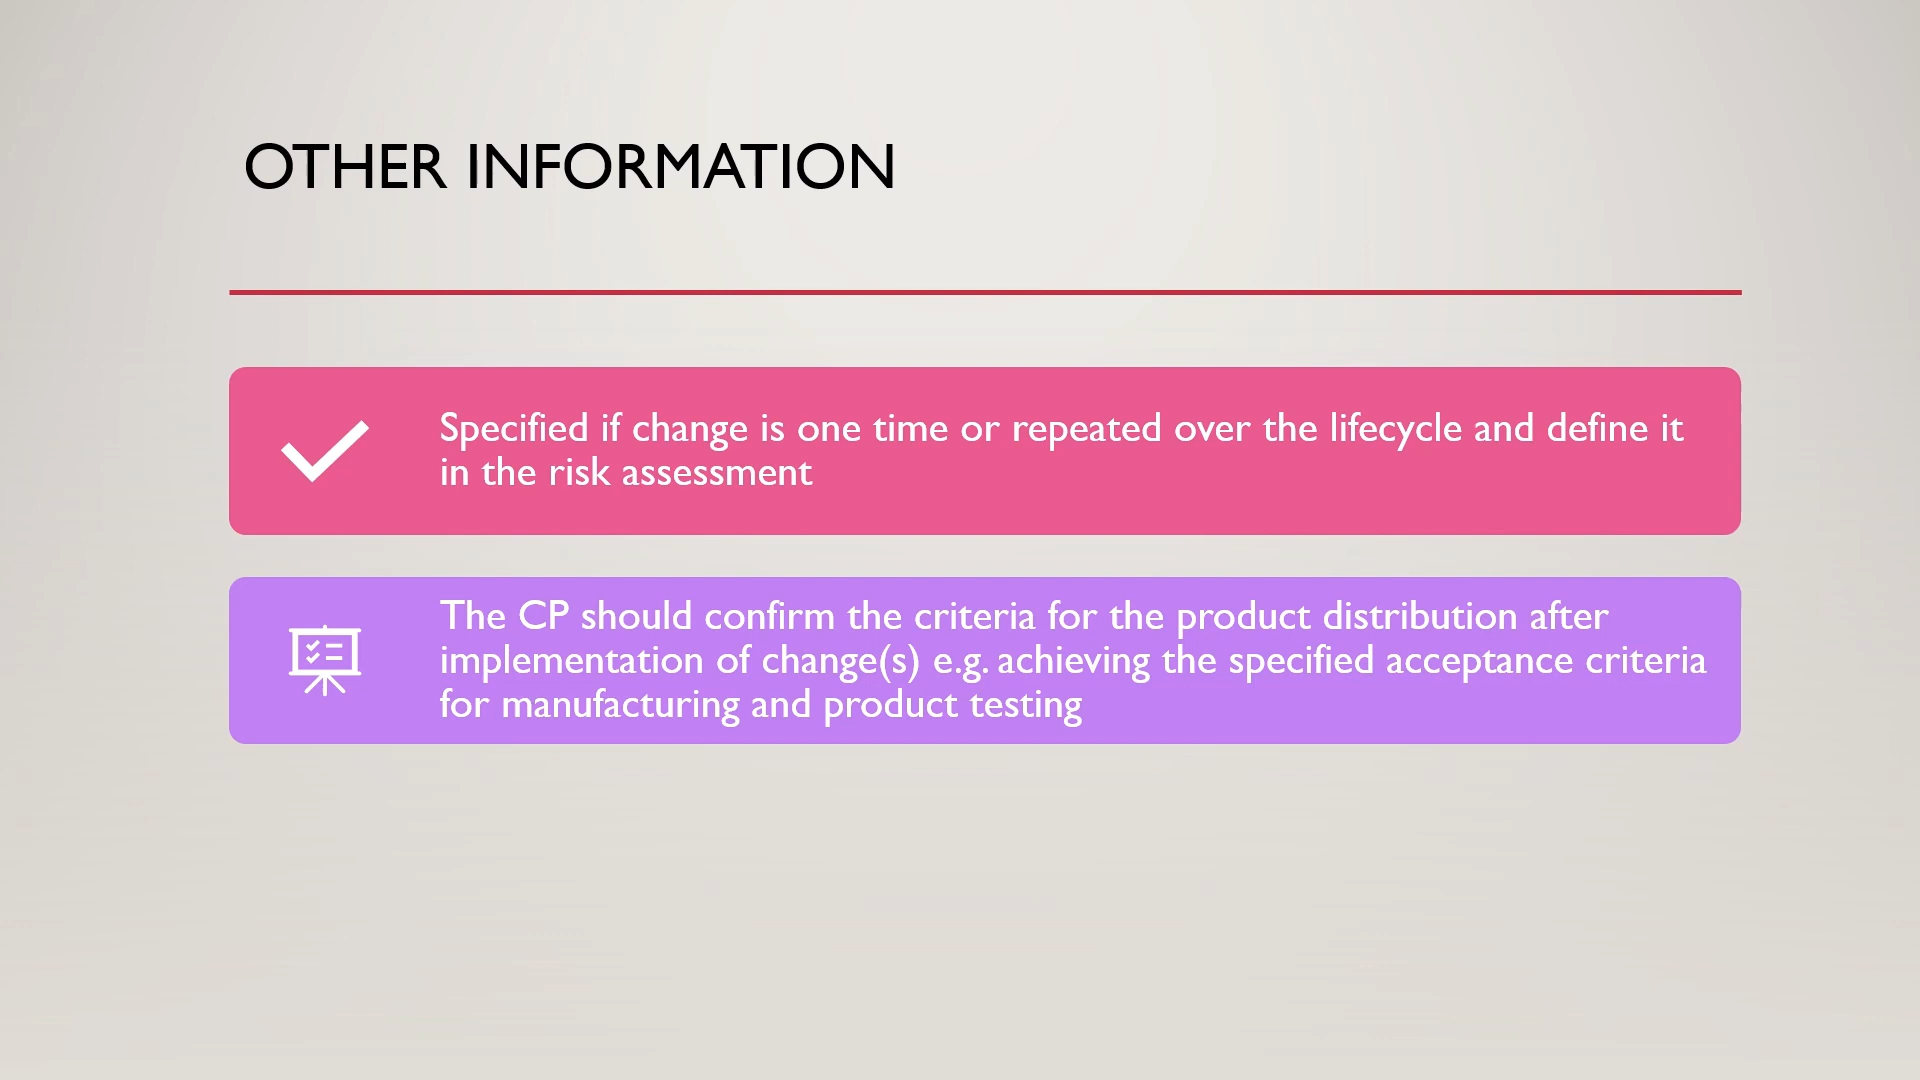 OTHER INFORMATION
Specified if change is one time or repeated over the lifecycle and define it
in the risk assessment
The CP should confirm the criteria for the product distribution after
implementation of change(s) e.g. achieving the specified acceptance criteria
for manufacturing and product testing